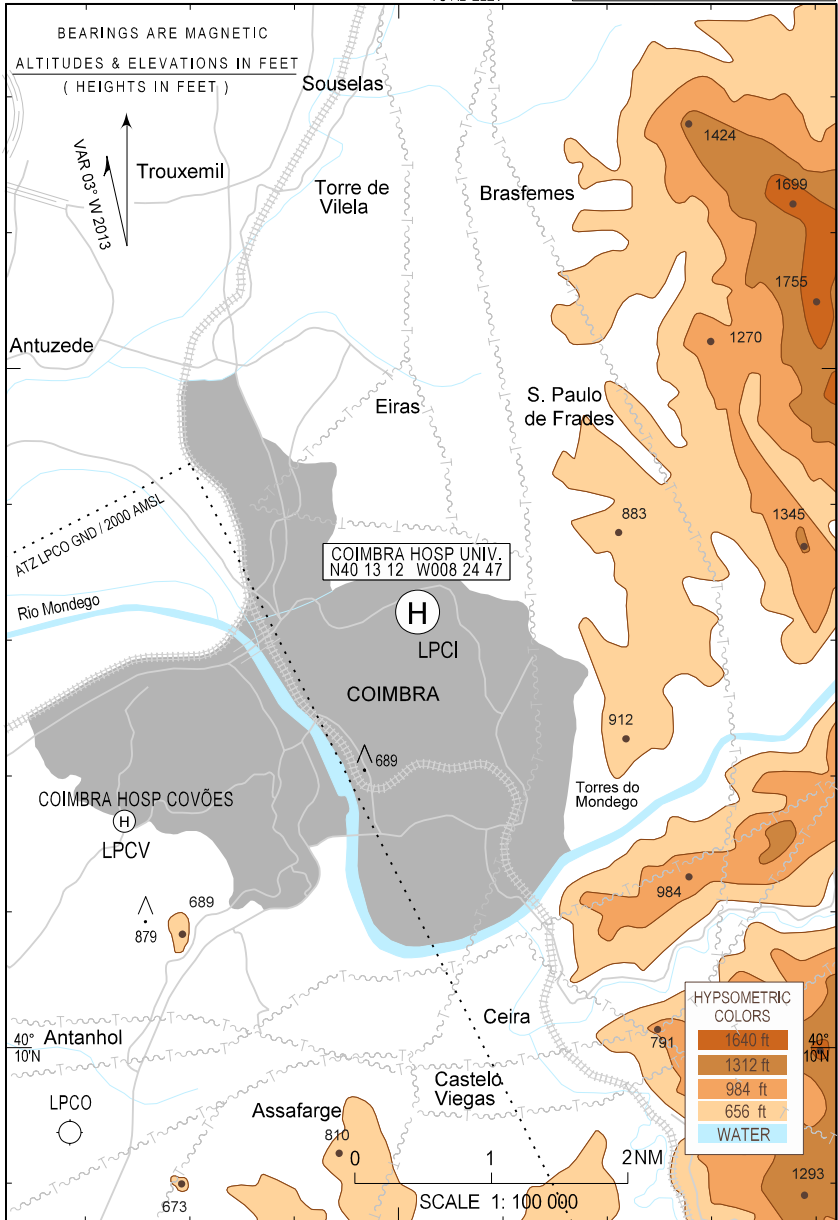 BEARINGS ARE MAGNETIC
ALTITUDES & ELEVATIONS IN FEET
( HEIGHTS IN FEET )
VAR 03° W 2013
Souselas
Trouxemil
Torre de
Vilela
Brasfemes
1424
1699
1755
1270
Antuzede
Eiras
S. Paulo
de Frades
883
1345
ATZ LPCO GND / 2000 AMSL
COIMBRA HOSP UNIV.
N40 13 12 W008 24 47
H
LPCI
Rio Mondego
COIMBRA
912
689
Torres do
Mondego
COIMBRA HOSP COVÕES
H
LPCV
689
879
984
Ceira
HYPSOMETRIC
COLORS
1640 ft
1312 ft
984 ft
656 ft
WATER
791
40°
10'N
40°
10'N
Antanhol
Castelo
Viegas
LPCO
Assafarge
810
673
0 1 2NM
SCALE 1: 100 000
1293